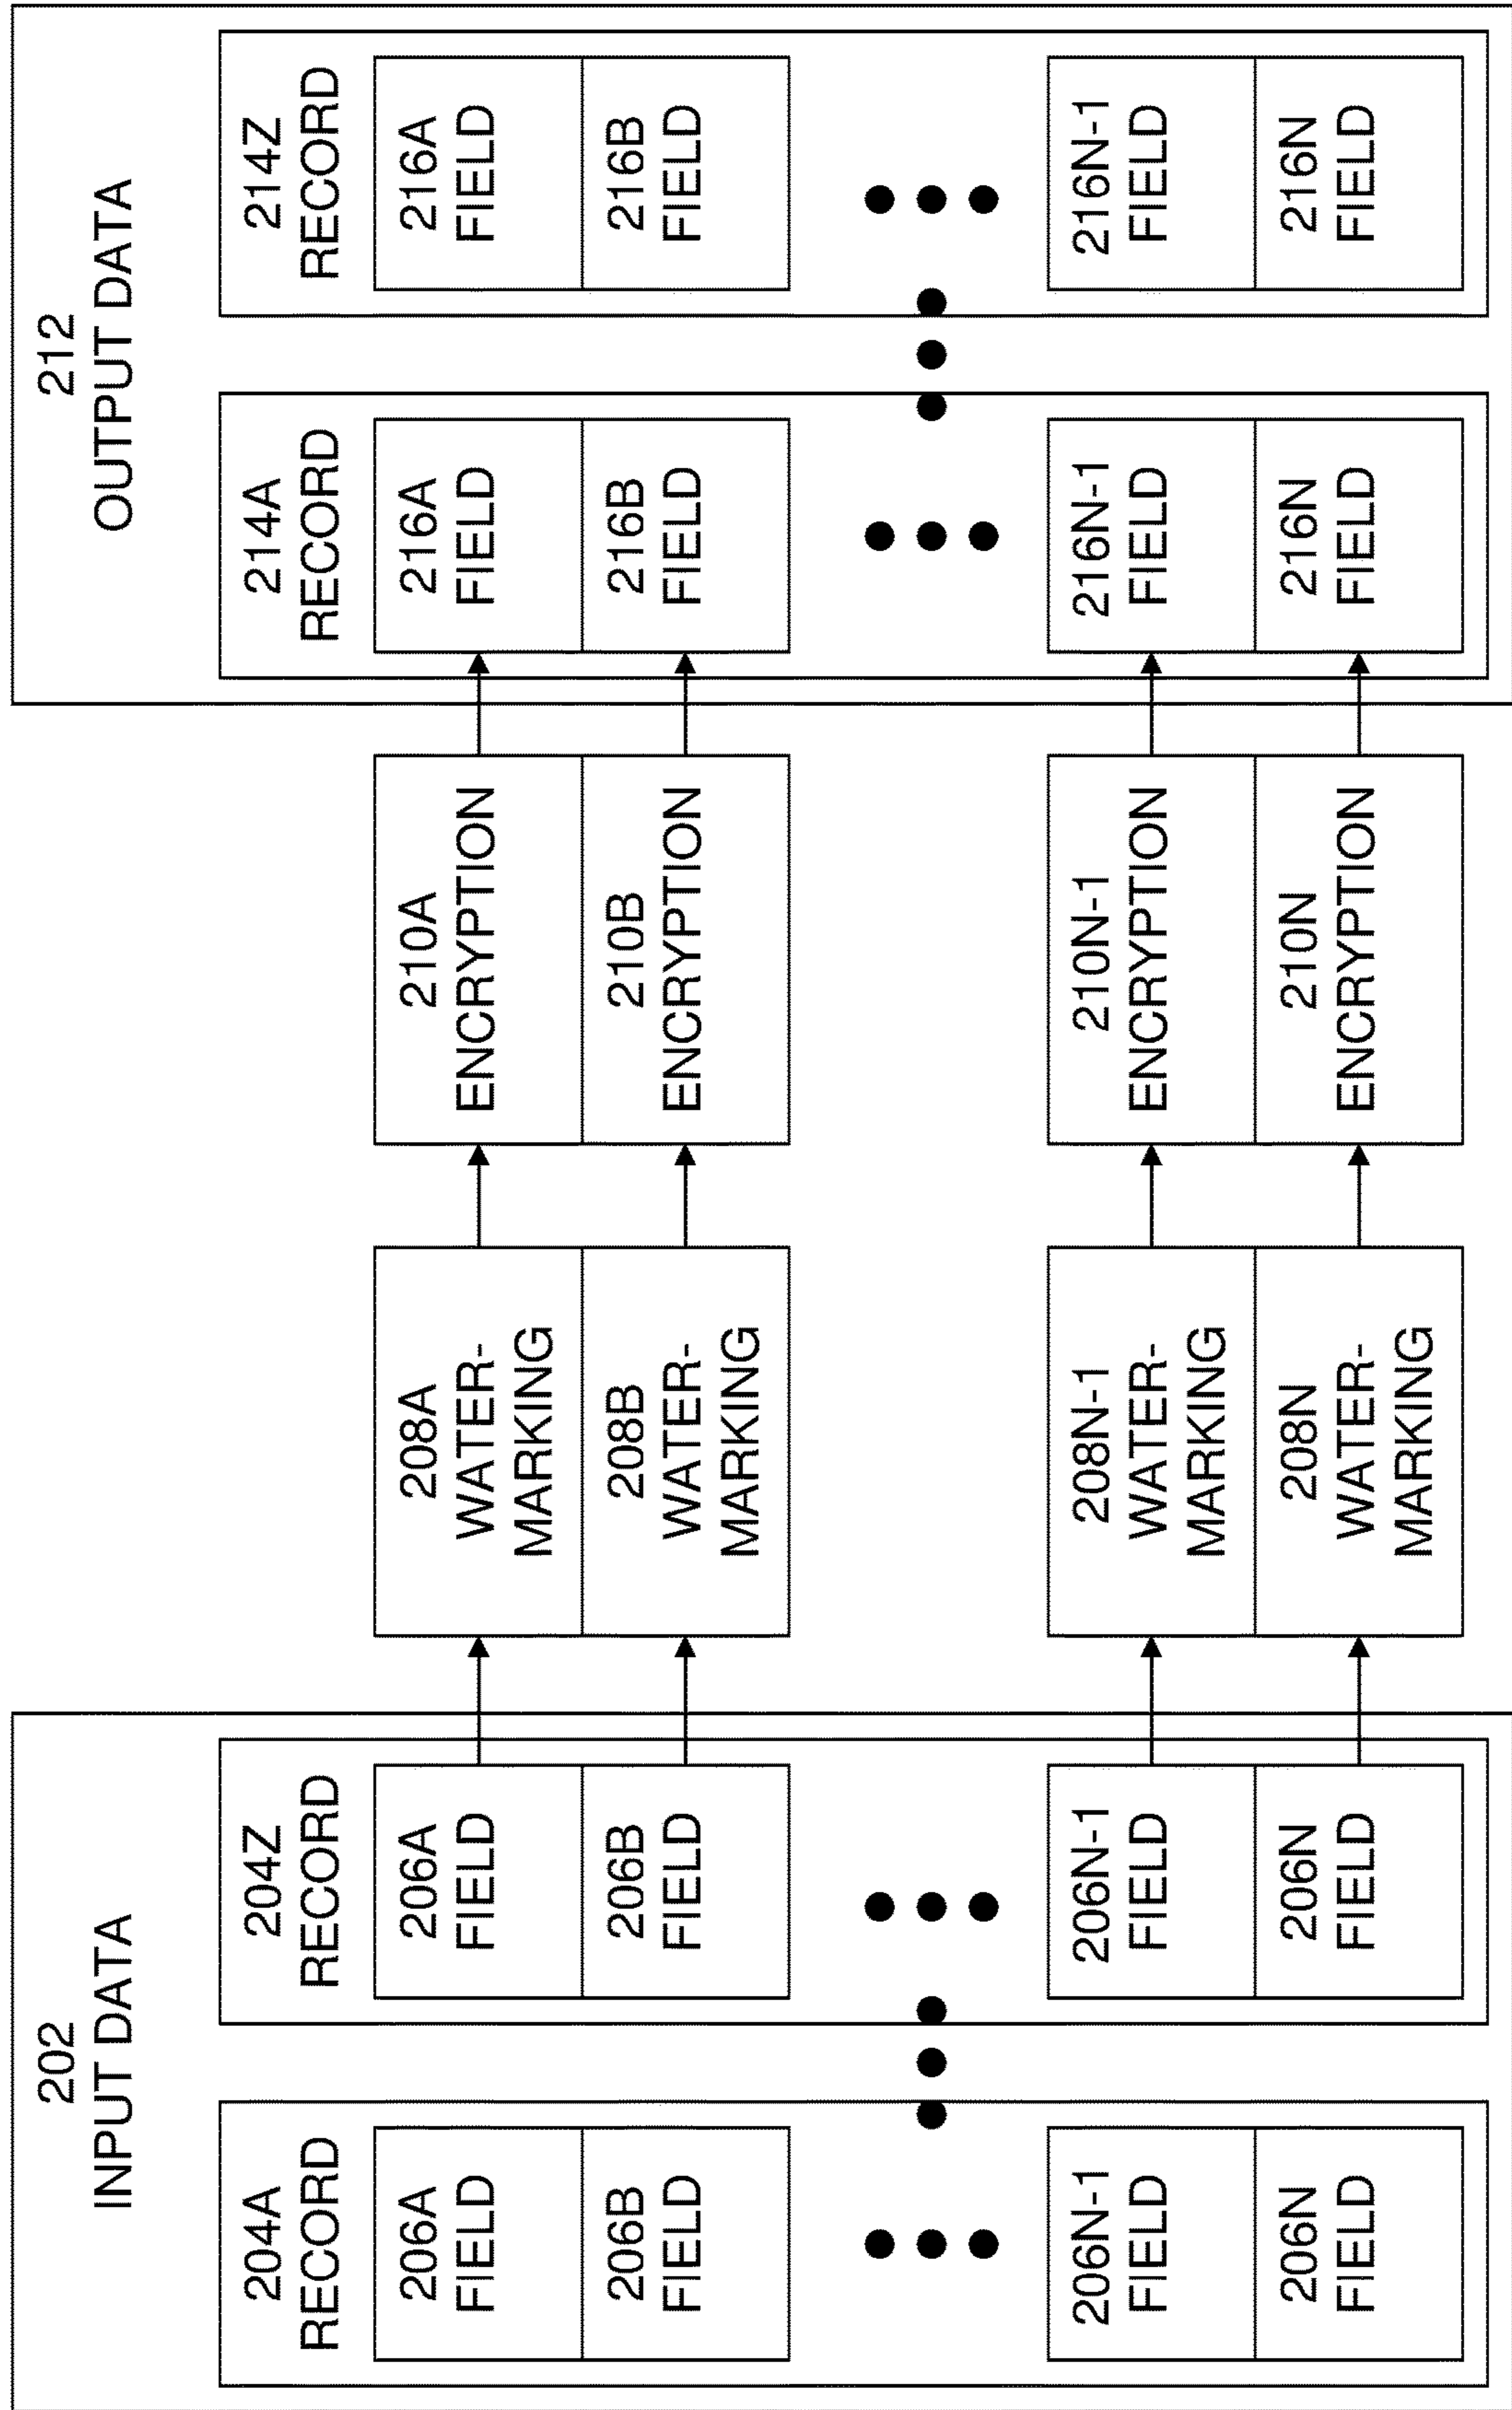 202
INPUT DATA
204A
RECORD
206A
FIELD
206B
FIELD
206N-1
FIELD
206N
FIELD
204Z
RECORD
206A
FIELD
206B
FIELD
206N-1
FIELD
206N
FIELD
208A
WATER-
MARKING
208B
WATER-
MARKING
208N-1
WATER-
MARKING
208N
WATER-
MARKING
210A
ENCRYPTION
210B
ENCRYPTION
210N-1
ENCRYPTION
210N
ENCRYPTION
212
OUTPUT DATA
214A
RECORD
216A
FIELD
216B
FIELD
216N-1
FIELD
216N
FIELD
214Z
RECORD
216A
FIELD
216B
FIELD
216N-1
FIELD
216N
FIELD